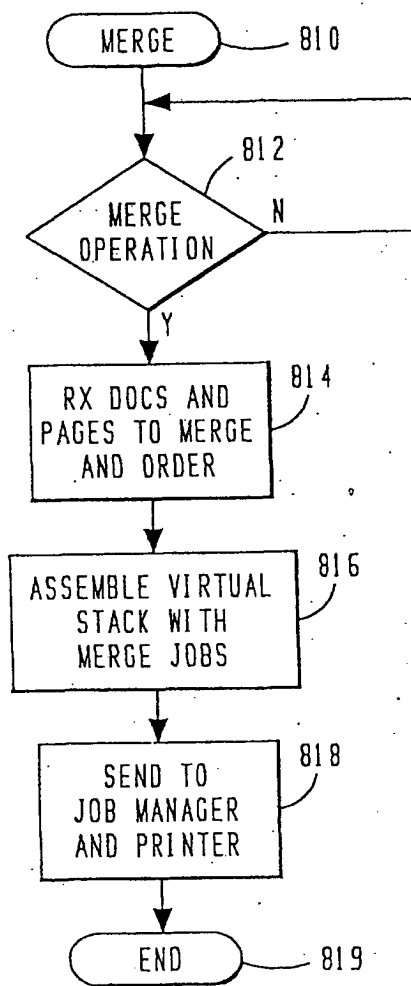 MERGE
810
812
MERGE
OPERATION
N
Y
814
RX DOCS AND
PAGES TO MERGE
AND ORDER
816
ASSEMBLE VIRTUAL
STACK WITH
MERGE JOBS
818
SEND TO
JOB MANAGER
AND PRINTER
END
819